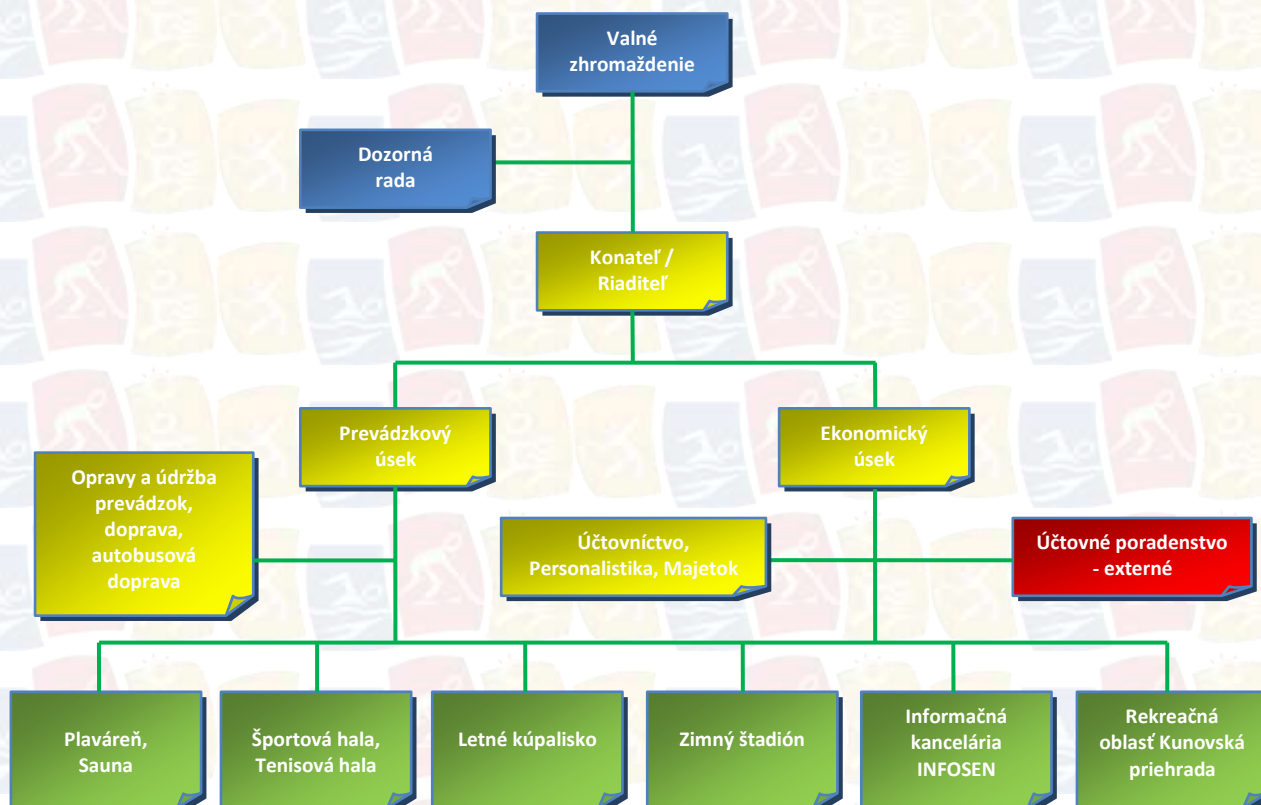 Valné
zhromaždenie
Dozorná
rada
Konateľ /
Riaditeľ
Prevádzkový
úsek
Ekonomický
úsek
Opravy a údržba
prevádzok,
doprava,
autobusová
doprava
Účtovníctvo,
Personalistika, Majetok
Účtovné poradenstvo
- externé
Plaváreň,
Sauna
Športová hala,
Tenisová hala
Letné kúpalisko
Zimný štadión
Informačná
kancelária
INFOSEN
Rekreačná
oblasť Kunovská
priehrada